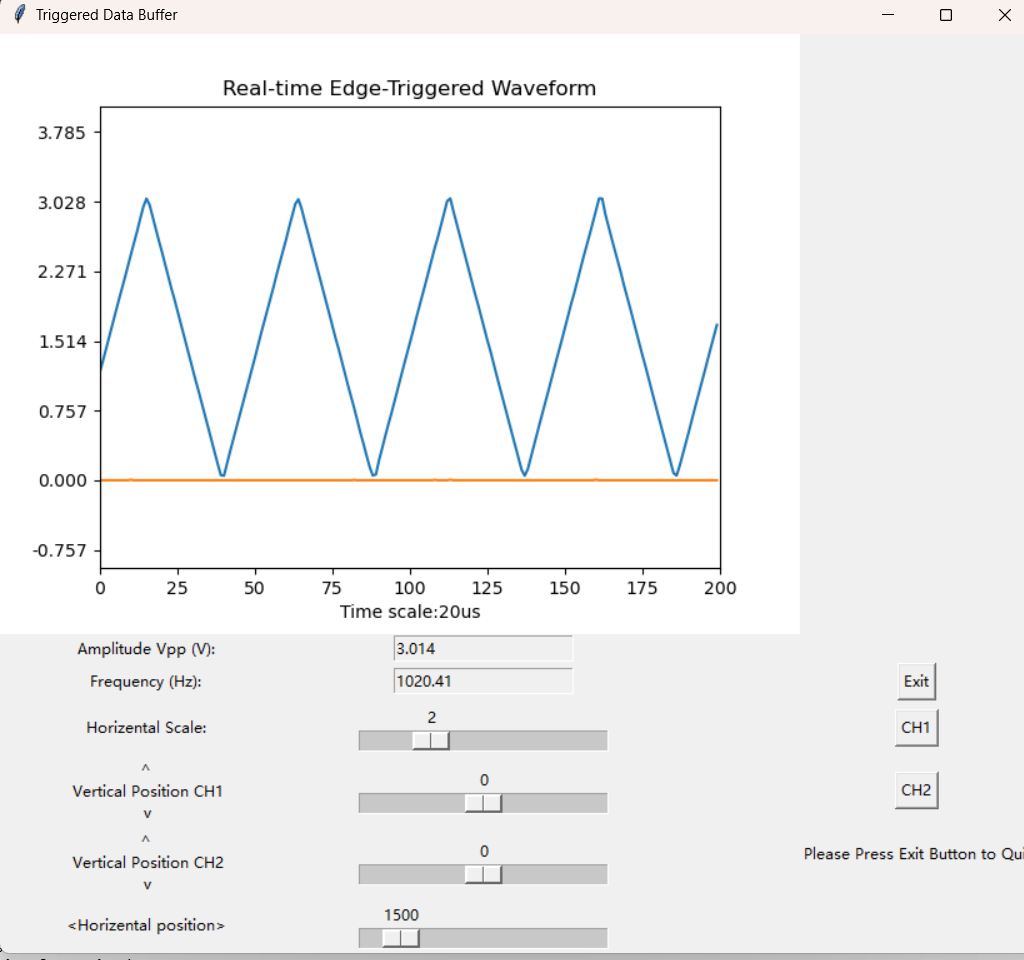 Triggered Data Buffer
Real-time Edge-Triggered Waveform
3.785
3.028
2.271
1.514
0.757
0.000
-0.757
0 25 50 75 100 125 150 175 200
Time scale:20us
Amplitude Vpp (V): 3.014
Frequency (Hz): 1020.41 Exit
2
Horizental Scale: CH1
^
0
Vertical Position CH1 CH2
v
^
0
Vertical Position CH2 Please Press Exit Button to Qui
v
1500
<Horizental position>